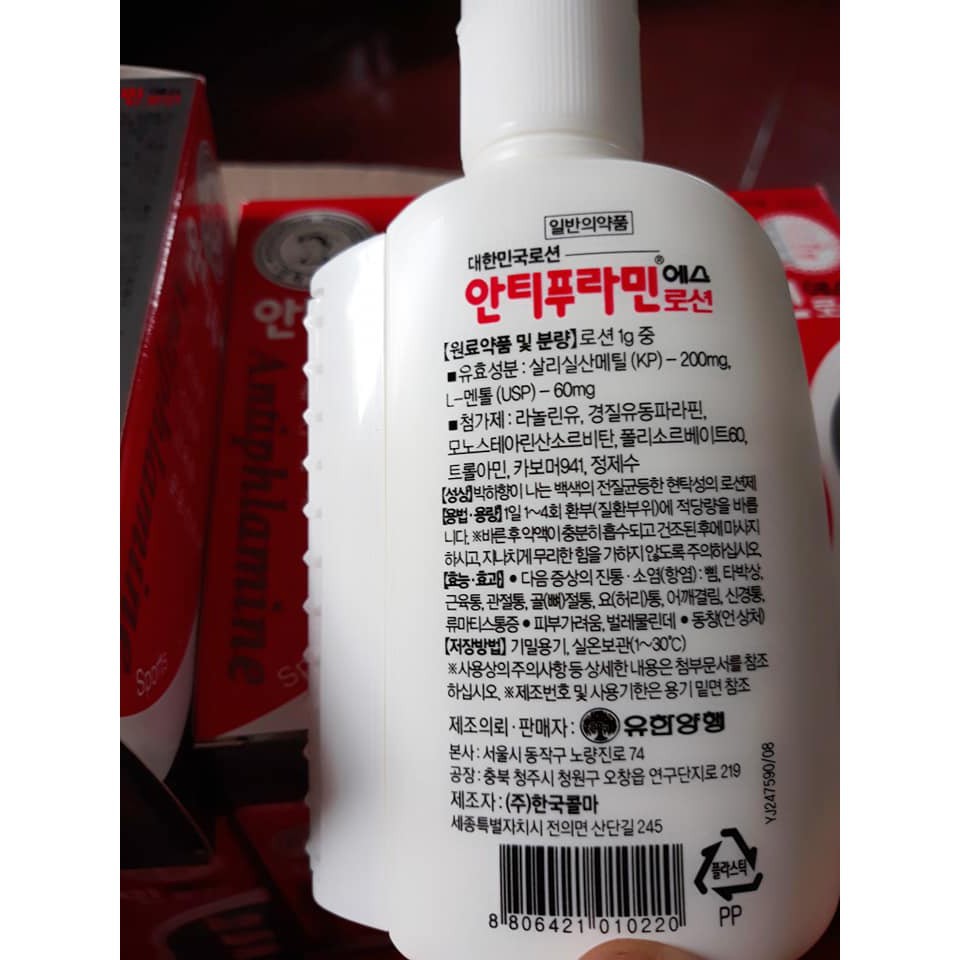 일반의약품
대한민국로션
안티푸라민® 에스 로션
【원료약품 및 분량】 로션 1g 중
■유효성분 : 살리실산메틸 (KP) – 200mg,
L-멘톨 (USP) – 60mg
■첨가제 : 라놀린유, 경질유동파라핀,
모노스테아린산소르비탄, 폴리소르베이트60,
트롤아민, 카보머941, 정제수
【성상】 박하향이 나는 백색의 전질균등한 현탁성의 로션제
【용법·용량】 1일 1~4회 환부(질환부위)에 적당량을 바릅
니다. ※바른 후 약액이 충분히 흡수되고 건조된 후에 마사지
하시고, 지나치게 무리한 힘을 가하지 않도록 주의하십시오.
【효능·효과】 • 다음 증상의 진통·소염(항염) : 삠, 타박상,
근육통, 관절통, 골(뼈)절통, 요(허리)통, 어깨결림, 신경통,
류마티스통증 • 피부가려움, 벌레물린데 • 동창(언 상처)
【저장방법】 기밀용기, 실온보관(1~30℃)
※사용상의 주의사항 등 상세한 내용은 첨부문서를 참조
하십시오. ※제조번호 및 사용기한은 용기 밑면 참조
제조의뢰·판매자 : 유한양행
본사 : 서울시 동작구 노량진로 74
공장 : 충북 청주시 청원구 오창읍 연구단지로 219
제조자 : (주)한국콜마
세종특별자치시 전의면 산단길 245
YJ247590/08
8 806421 010220
플라스틱
PP
안티
Antiphlamine
Sports
로션